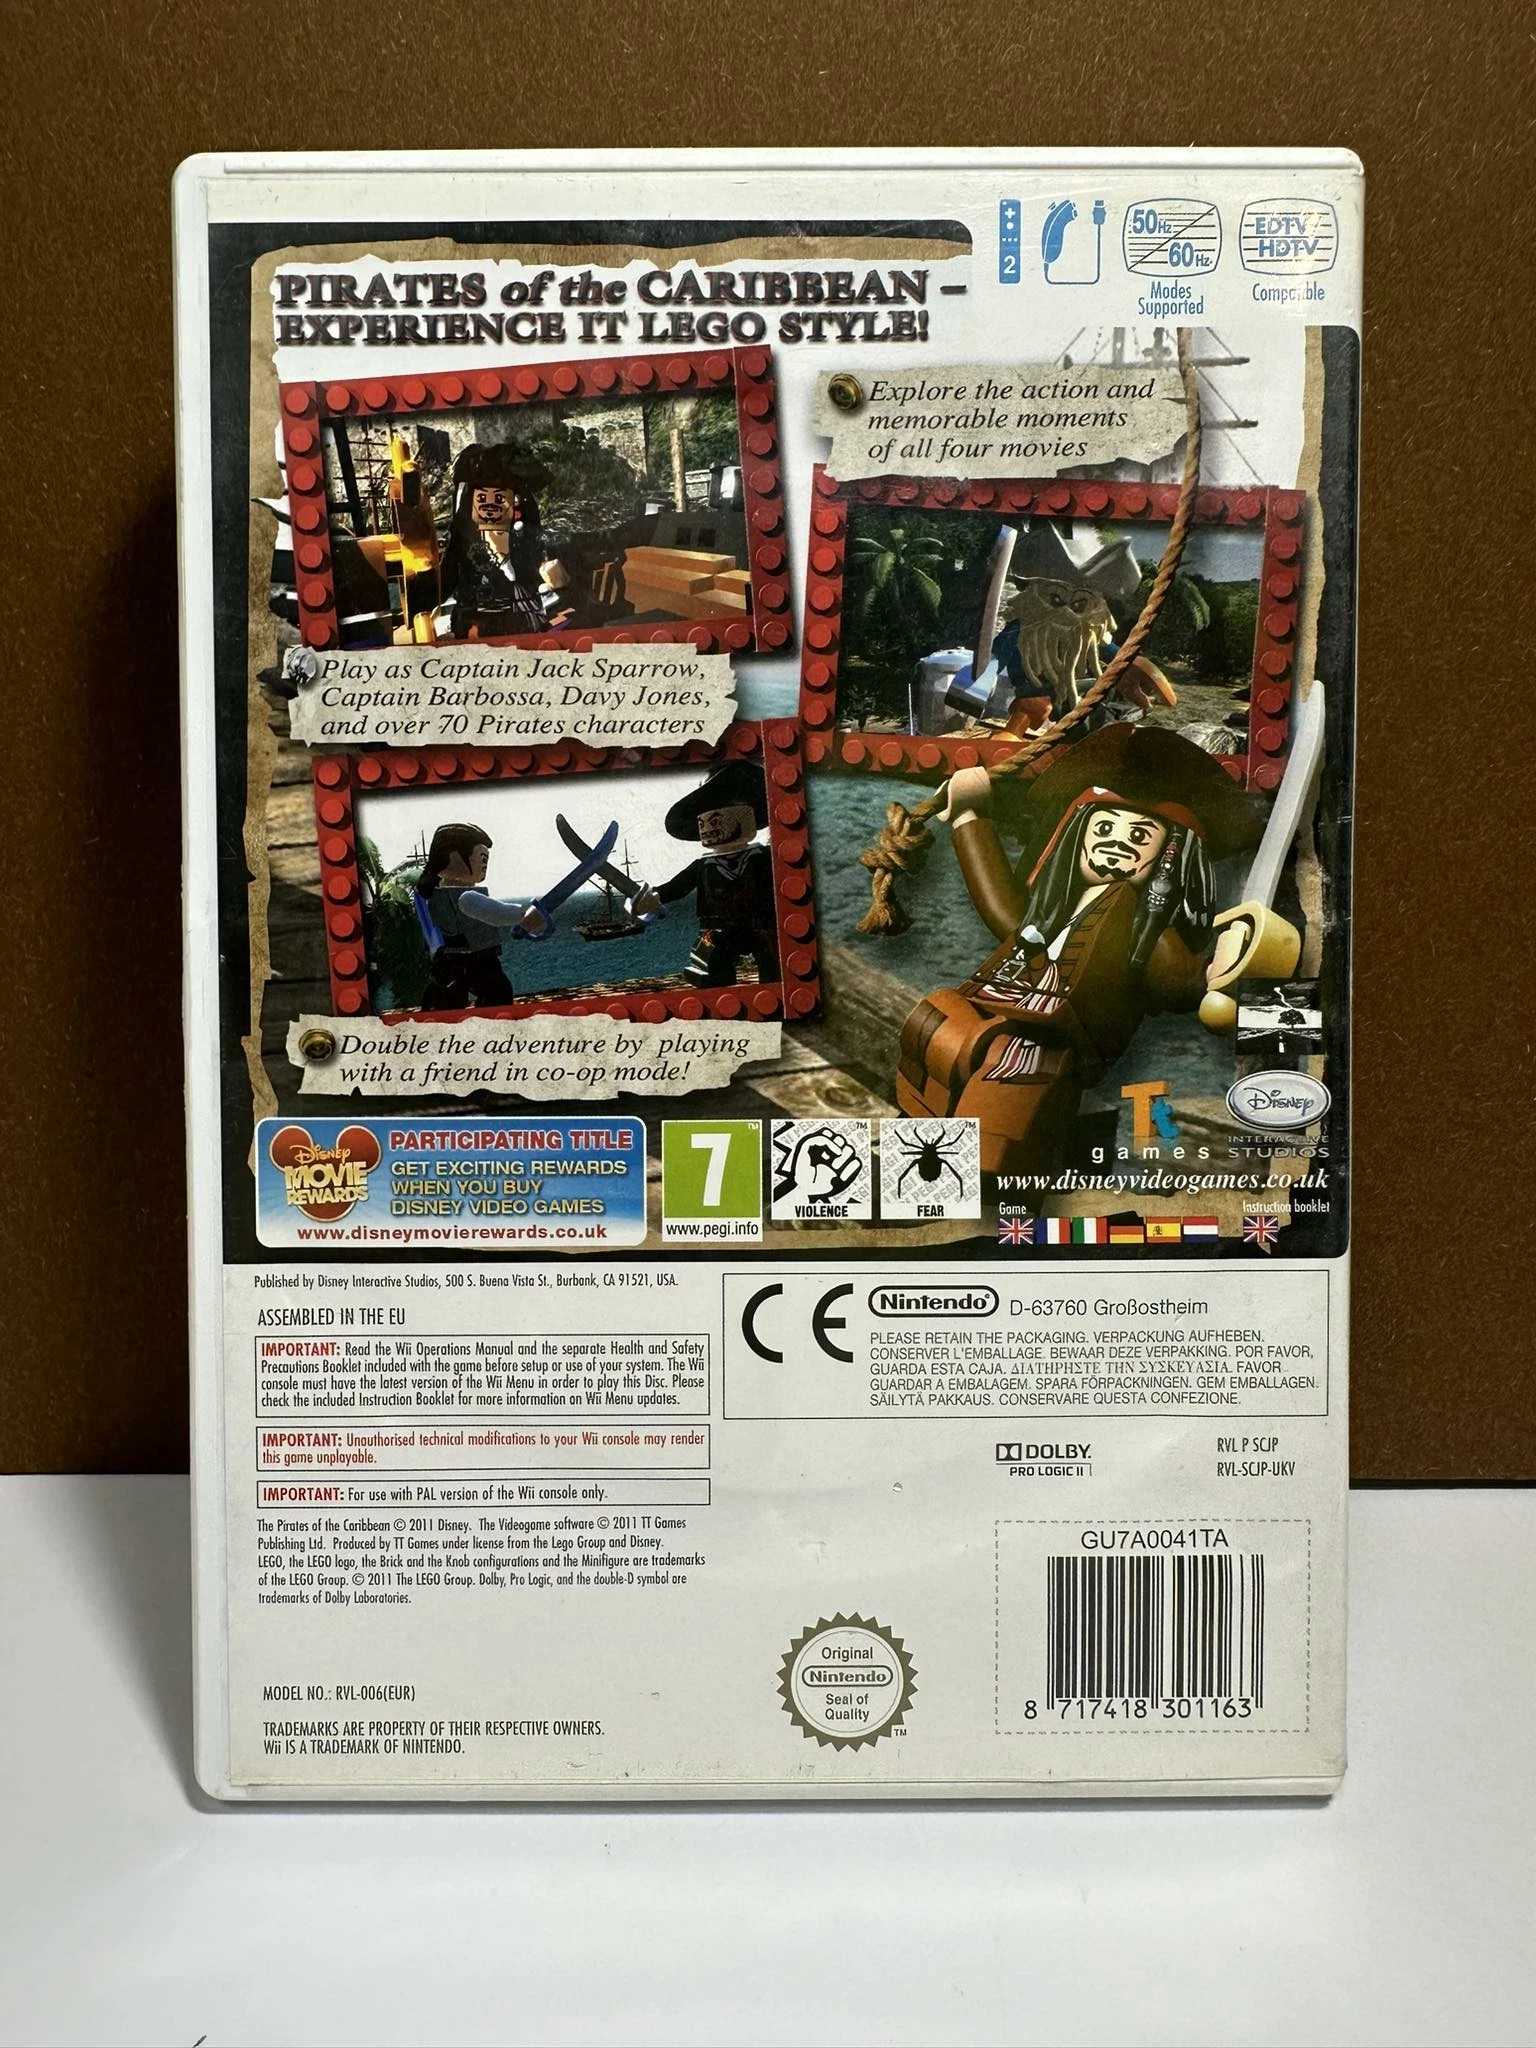 50Hz
60Hz
Modes
Supported
EDTV
HDTV
Compatible
2
PIRATES of the CARIBBEAN –
EXPERIENCE IT LEGO STYLE!
Explore the action and
memorable moments
of all four movies
Play as Captain Jack Sparrow,
Captain Barbossa, Davy Jones,
and over 70 Pirates characters
Double the adventure by playing
with a friend in co-op mode!
Disney
MOVIE
REWARDS
PARTICIPATING TITLE
GET EXCITING REWARDS
WHEN YOU BUY
DISNEY VIDEO GAMES
www.disneymovierewards.co.uk
7
www.pegi.info
VIOLENCE
FEAR
Tt
games
Disney
INTERACTIVE
STUDIOS
www.disneyvideogames.co.uk
Game
Instruction booklet
Published by Disney Interactive Studios, 500 S. Buena Vista St., Burbank, CA 91521, USA.
ASSEMBLED IN THE EU
IMPORTANT: Read the Wii Operations Manual and the separate Health and Safety
Precautions Booklet included with the game before setup or use of your system. The Wii
console must have the latest version of the Wii Menu in order to play this Disc. Please
check the included Instruction Booklet for more information on Wii Menu updates.
IMPORTANT: Unauthorised technical modifications to your Wii console may render
this game unplayable.
IMPORTANT: For use with PAL version of the Wii console only.
The Pirates of the Caribbean © 2011 Disney. The Videogame software © 2011 TT Games
Publishing Ltd. Produced by TT Games under license from the Lego Group and Disney.
LEGO, the LEGO logo, the Brick and the Knob configurations and the Minifigure are trademarks
of the LEGO Group. © 2011 The LEGO Group. Dolby, Pro Logic, and the double-D symbol are
trademarks of Dolby Laboratories.
MODEL NO.: RVL-006(EUR)
TRADEMARKS ARE PROPERTY OF THEIR RESPECTIVE OWNERS.
Wii IS A TRADEMARK OF NINTENDO.
CE
Nintendo® D-63760 Großostheim
PLEASE RETAIN THE PACKAGING. VERPACKUNG AUFHEBEN.
CONSERVER L'EMBALLAGE. BEWAAR DEZE VERPAKKING. POR FAVOR,
GUARDA ESTA CAJA. ΔΙΑΤΗΡΗΣΤΕ ΤΗΝ ΣΥΣΚΕΥΑΣΙΑ. FAVOR
GUARDAR A EMBALAGEM. SPARA FÖRPACKNINGEN. GEM EMBALLAGEN.
SÄILYTÄ PAKKAUS. CONSERVARE QUESTA CONFEZIONE.
DOLBY
PRO LOGIC II
RVL P SCJP
RVL-SCJP-UKV
Original
Nintendo
Seal of
Quality
TM
GU7A0041TA
8 717418 301163